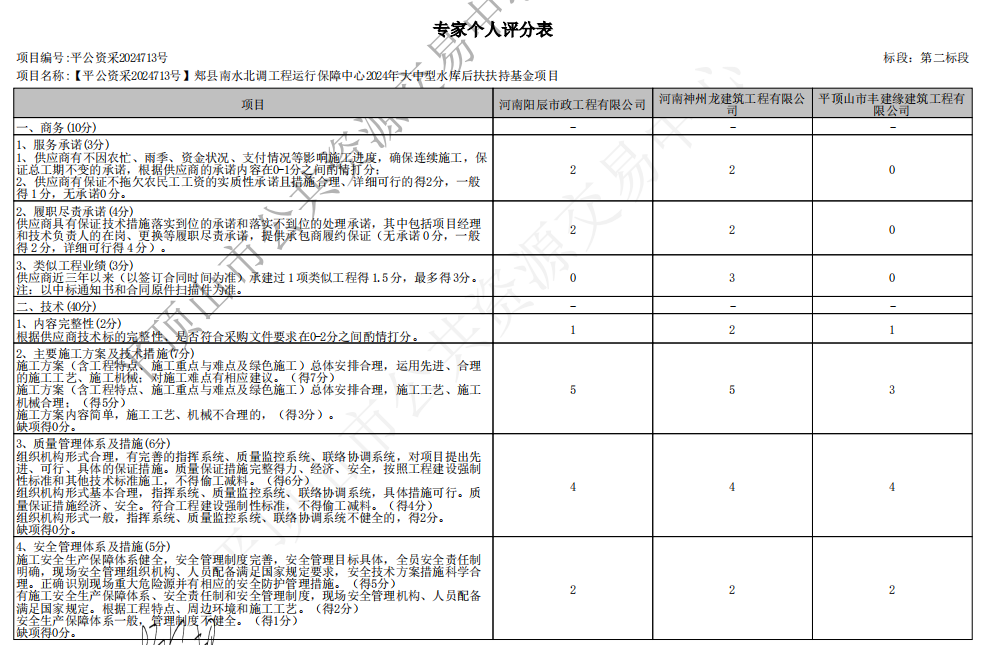 专家个人评分表
项目编号:平公资采2024713号
标段：第二标段
项目名称:【平公资采2024713号】郏县南水北调工程运行保障中心2024年大中型水库后扶扶持基金项目
项目
河南阳辰市政工程有限公司
河南神州龙建筑工程有限公
司
平顶山市丰建缘建筑工程有
限公司
一、商务(10分)
-
-
-
1、服务承诺(3分)
1、供应商有不因农忙、雨季、资金状况、支付情况等影响施工进度，确保连续施工，保
证总工期不变的承诺，根据供应商的承诺内容在0-1分之间酌情打分；
2、供应商有保证不拖欠农民工工资的实质性承诺且措施合理、详细可行的得2分，一般
得１分，无承诺0分。
2
2
0
2、履职尽责承诺(4分)
供应商具有保证技术措施落实到位的承诺和落实不到位的处理承诺，其中包括项目经理
和技术负责人的在岗、更换等履职尽责承诺，提供承包商履约保证（无承诺０分，一般
得２分，详细可行得４分）。
2
2
0
3、类似工程业绩(3分)
供应商近三年以来（以签订合同时间为准）承建过１项类似工程得1.5分，最多得3分。
注：以中标通知书和合同原件扫描件为准。
0
3
0
二、技术(40分)
-
-
-
1、内容完整性(2分)
根据供应商技术标的完整性、是否符合采购文件要求在0-2分之间酌情打分。
1
2
1
2、主要施工方案及技术措施(7分)
施工方案（含工程特点、施工重点与难点及绿色施工）总体安排合理，运用先进、合理
的施工工艺、施工机械；对施工难点有相应建议。（得7分）
施工方案（含工程特点、施工重点与难点及绿色施工）总体安排合理，施工工艺、施工
机械合理；（得5分）
施工方案内容简单，施工工艺、机械不合理的，（得3分）。
缺项得0分。
5
5
3
3、质量管理体系及措施(6分)
组织机构形式合理，有完善的指挥系统、质量监控系统、联络协调系统，对项目提出先
进、可行、具体的保证措施。质量保证措施完整得力、经济、安全，按照工程建设强制
性标准和其他技术标准施工，不得偷工减料。（得6分）
组织机构形式基本合理，指挥系统、质量监控系统、联络协调系统，具体措施可行。质
量保证措施经济、安全。符合工程建设强制性标准，不得偷工减料。（得4分）
组织机构形式一般，指挥系统、质量监控系统、联络协调系统不健全的，得2分。
缺项得0分。
4
4
4
4、安全管理体系及措施(5分)
施工安全生产保障体系健全，安全管理制度完善，安全管理目标具体，全员安全责任制
明确，现场安全管理组织机构、人员配备满足国家规定要求，安全技术方案措施科学合
理。正确识别现场重大危险源并有相应的安全防护管理措施。（得5分）
有施工安全生产保障体系、安全责任制和安全管理制度，现场安全管理机构、人员配备
满足国家规定。根据工程特点、周边环境和施工工艺。（得2分）
安全生产保障体系一般，管理制度不健全。（得1分）
缺项得0分。
2
2
2
平顶山市公共资源交易中心